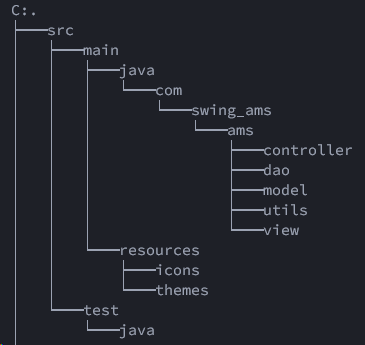 C:.
src
main
java
com
swing_ams
ams
controller
dao
model
utils
view
resources
icons
themes
test
java